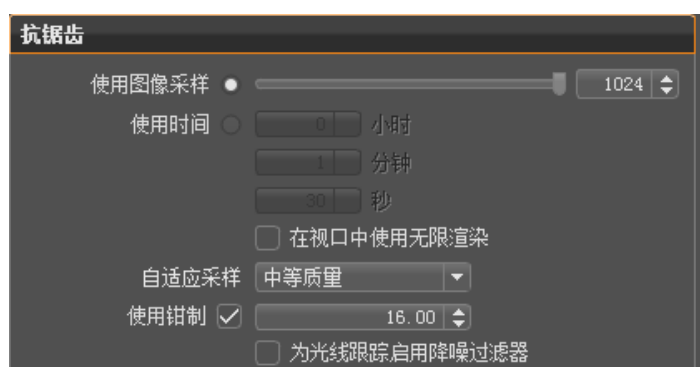 抗锯齿
使用图像采样 1024
使用时间 0 小时
1 分钟
30 秒
在视口中使用无限渲染
自适应采样 中等质量
使用钳制 16.00
为光线跟踪启用降噪过滤器